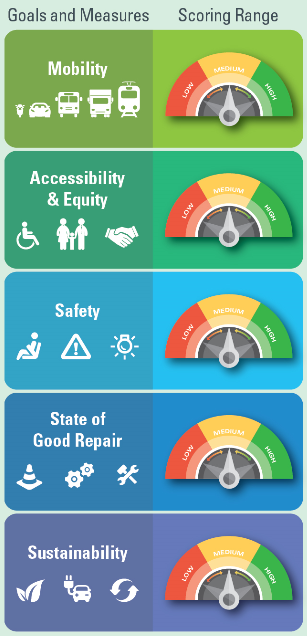 Goals and Measures
Scoring Range
Mobility
LOW
MEDIUM
HIGH
Accessibility
& Equity
LOW
MEDIUM
HIGH
Safety
LOW
MEDIUM
HIGH
State of
Good Repair
LOW
MEDIUM
HIGH
Sustainability
LOW
MEDIUM
HIGH